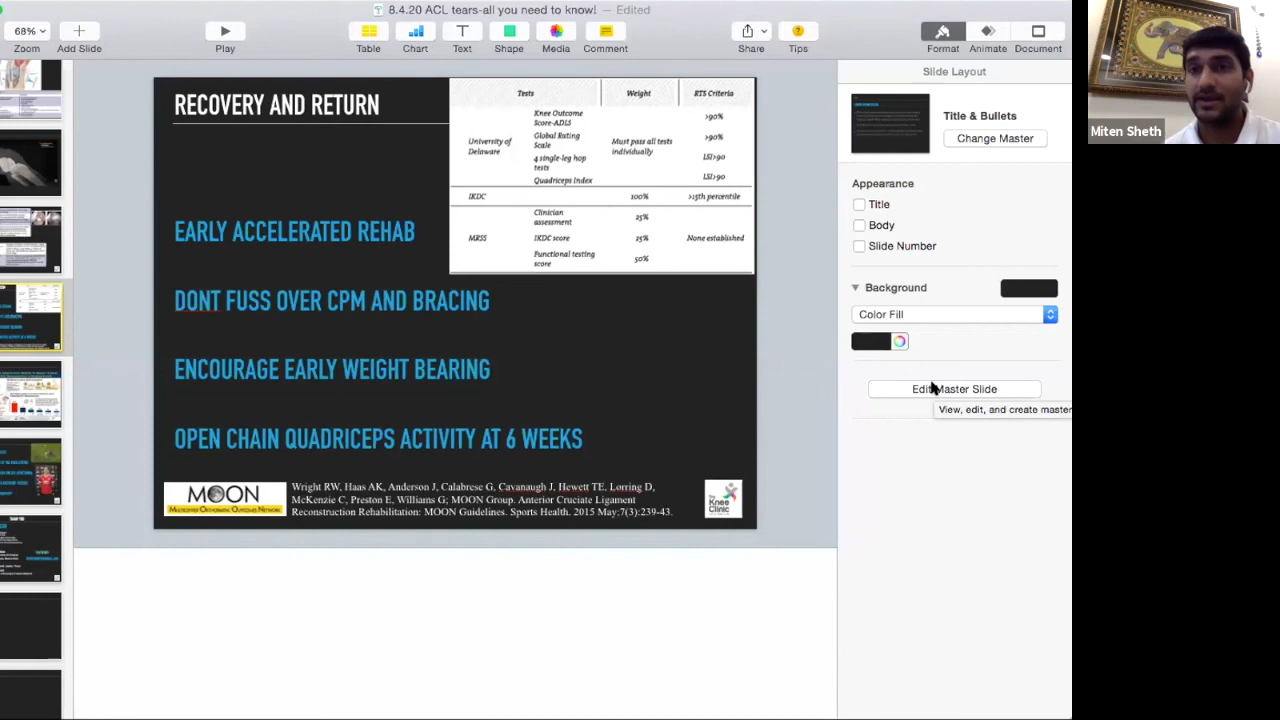 8.4.20 ACL tears-all you need to know! — Edited
68%
Zoom
Add Slide
Play
Table
Chart
Text
Shape
Media
Comment
Share
Tips
Format
Animate
Document
Miten Sheth
Slide Layout
Title & Bullets
Change Master
Appearance
Title
Body
Slide Number
Background
Color Fill
Edit Master Slide
View, edit, and create master
RECOVERY AND RETURN
Tests Weight RTS Criteria
University of Delaware
Knee Outcome Score-ADLS >90%
Global Rating Scale >90%
Must pass all tests individually
4 single-leg hop tests LSI>90
Quadriceps Index LSI>90
IKDC 100% >15th percentile
MRSS
Clinician assessment 25%
IKDC score 25% None established
Functional testing score 50%
EARLY ACCELERATED REHAB
DONT FUSS OVER CPM AND BRACING
ENCOURAGE EARLY WEIGHT BEARING
OPEN CHAIN QUADRICEPS ACTIVITY AT 6 WEEKS
MOON
MULTICENTER ORTHOPAEDIC OUTCOMES NETWORK
Wright RW, Haas AK, Anderson J, Calabrese G, Cavanaugh J, Hewett TE, Lorring D,
McKenzie C, Preston E, Williams G; MOON Group. Anterior Cruciate Ligament
Reconstruction Rehabilitation: MOON Guidelines. Sports Health. 2015 May;7(3):239-43.
Knee
Clinic